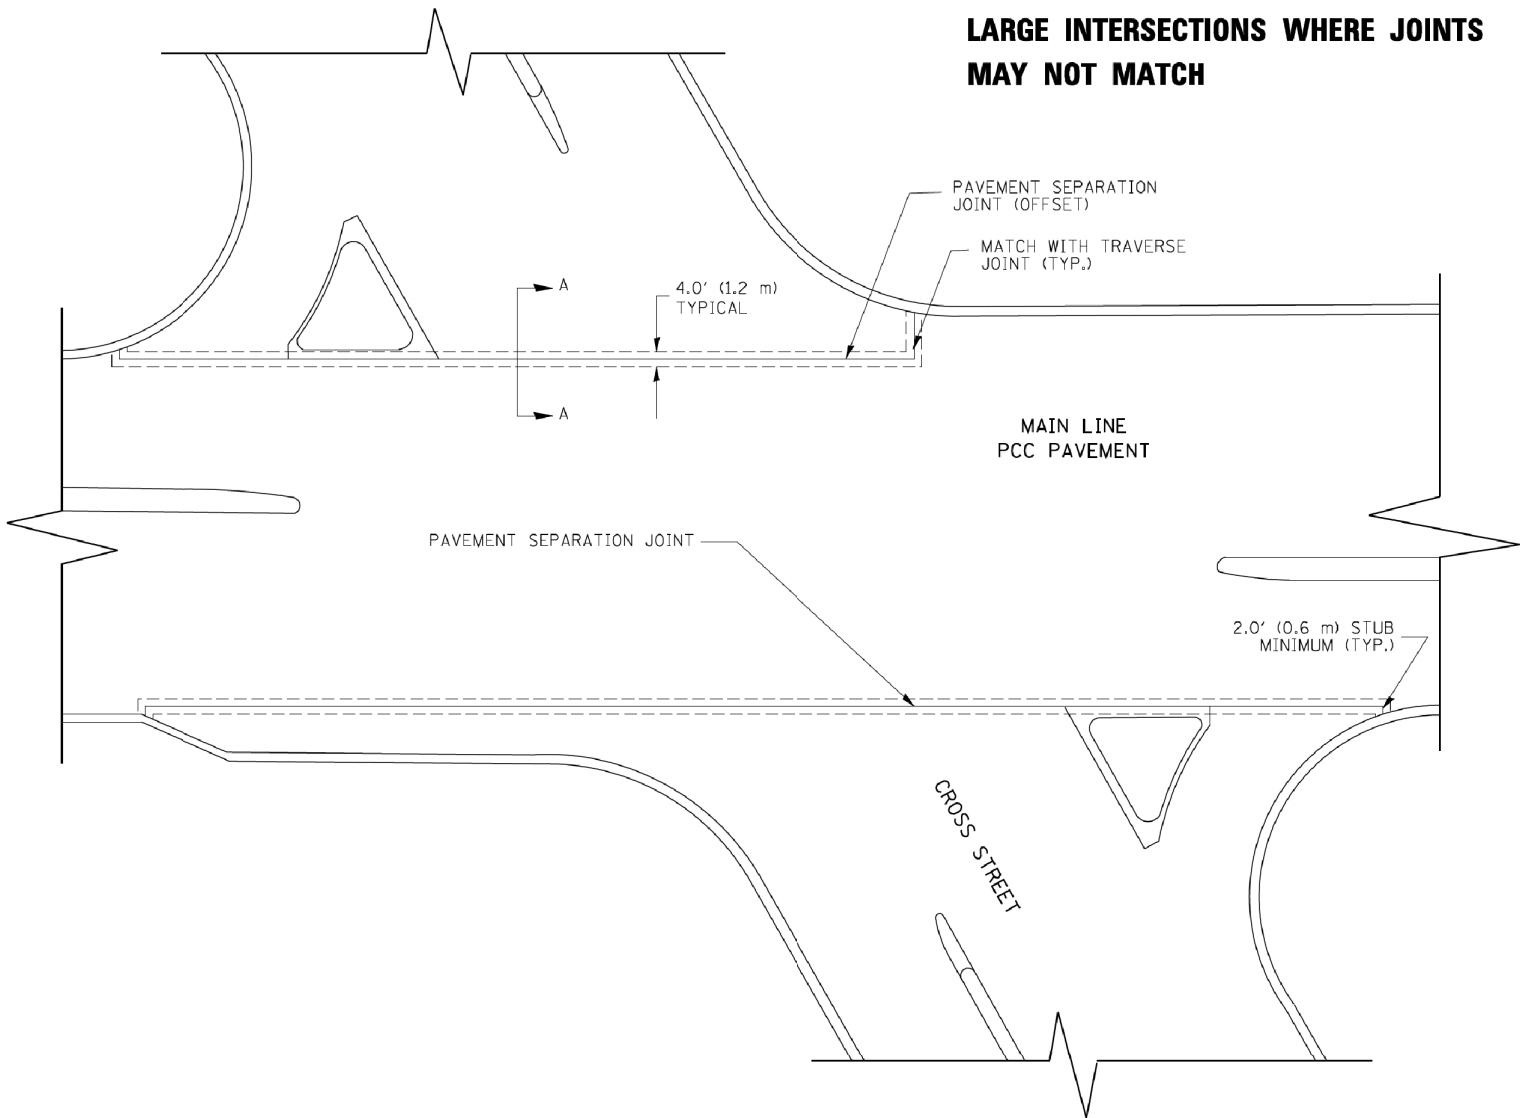 LARGE INTERSECTIONS WHERE JOINTS
MAY NOT MATCH
PAVEMENT SEPARATION
JOINT (OFFSET)
MATCH WITH TRAVERSE
JOINT (TYP.)
A
4.0' (1.2 m)
TYPICAL
A
MAIN LINE
PCC PAVEMENT
PAVEMENT SEPARATION JOINT
2.0' (0.6 m) STUB
MINIMUM (TYP.)
CROSS STREET